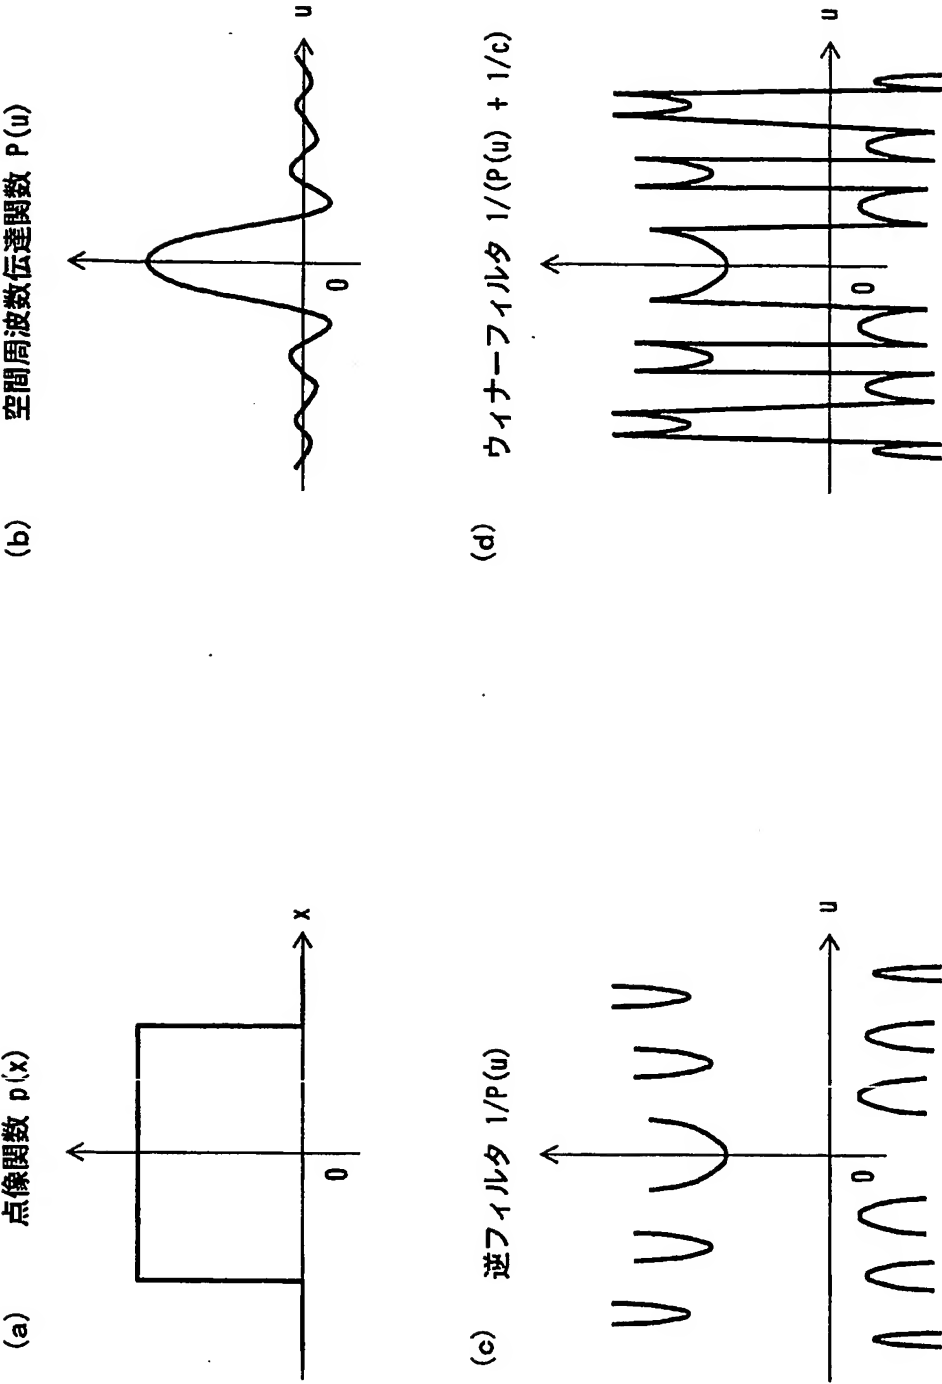 (a) 点像関数 p(x)
x
0
(b) 空間周波数伝達関数 P(u)
u
0
(c) 逆フィルタ 1/P(u)
u
0
(d) ウィナーフィルタ 1/(P(u) + 1/c)
u
0